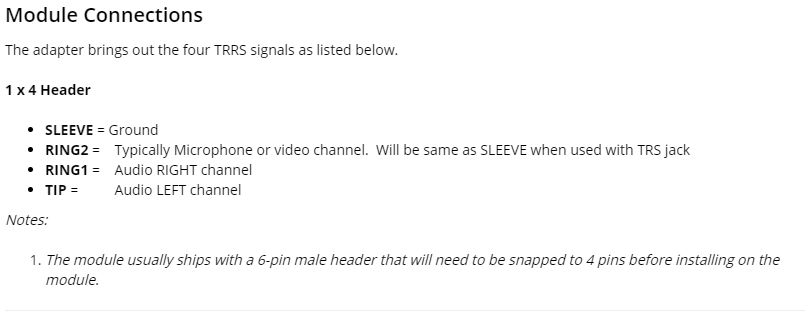 Module Connections
The adapter brings out the four TRRS signals as listed below.
1 x 4 Header
• SLEEVE = Ground
• RING2 = Typically Microphone or video channel. Will be same as SLEEVE when used with TRS jack
• RING1 = Audio RIGHT channel
• TIP = Audio LEFT channel
Notes:
1. The module usually ships with a 6-pin male header that will need to be snapped to 4 pins before installing on the
module.